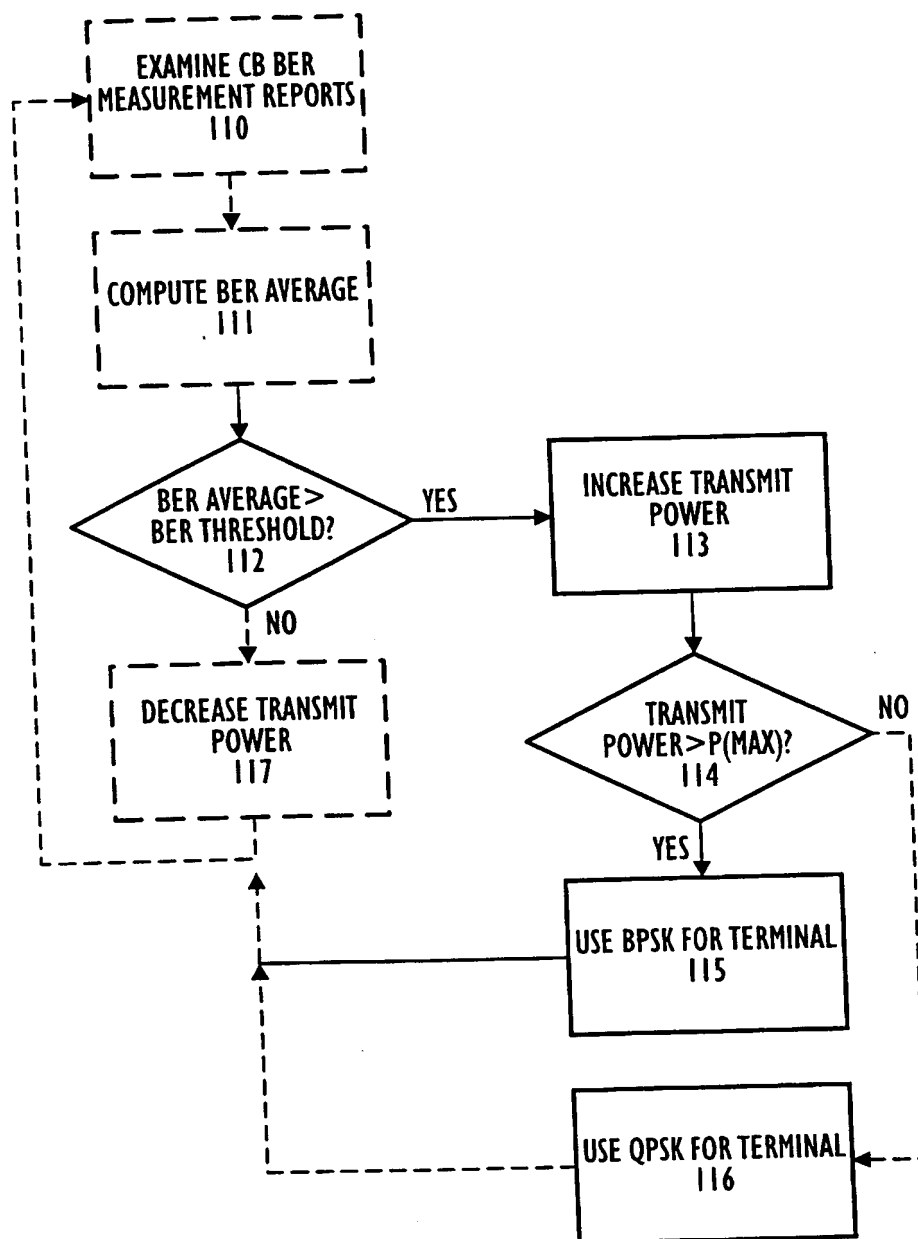 EXAMINE CB BER
MEASUREMENT REPORTS
110
COMPUTE BER AVERAGE
111
BER AVERAGE>
BER THRESHOLD?
112
YES
NO
INCREASE TRANSMIT
POWER
113
DECREASE TRANSMIT
POWER
117
TRANSMIT
POWER>P(MAX)?
114
NO
YES
USE BPSK FOR TERMINAL
115
USE QPSK FOR TERMINAL
116